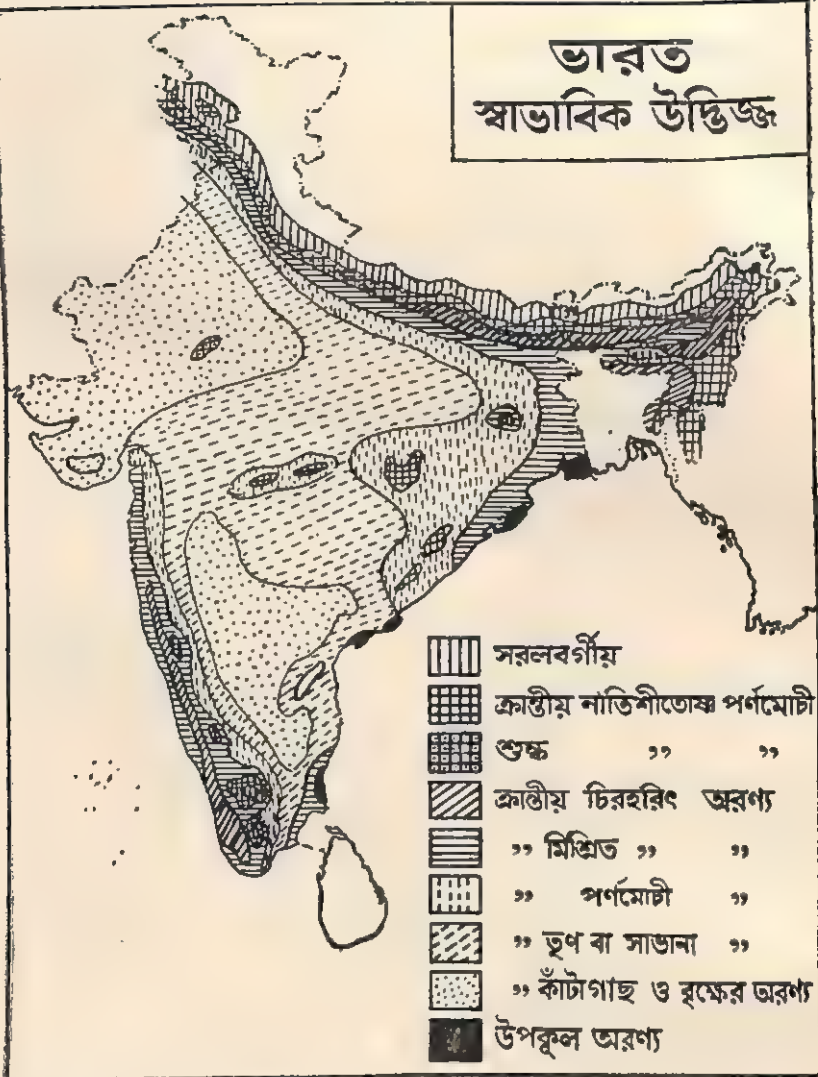 ভারত
স্বাভাবিক উদ্ভিজ্জ
সরলবর্গীয়
ক্রান্তীয় নাতিশীতোষ্ণ পর্ণমোচী
শুষ্ক ,, ,,
ক্রান্তীয় চিরহরিৎ অরণ্য
,, মিশ্রিত ,, ,,
,, পর্ণমোচী ,,
,, তৃণ বা সাভানা ,,
,, কাঁটাগাছ ও বৃক্ষের অরণ্য
উপকূল অরণ্য